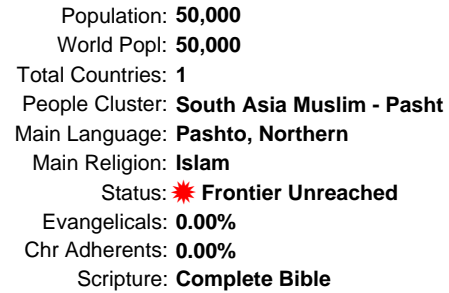 Population: 50,000
World Popl: 50,000
Total Countries: 1
People Cluster: South Asia Muslim - Pasht
Main Language: Pashto, Northern
Main Religion: Islam
Status: Frontier Unreached
Evangelicals: 0.00%
Chr Adherents: 0.00%
Scripture: Complete Bible